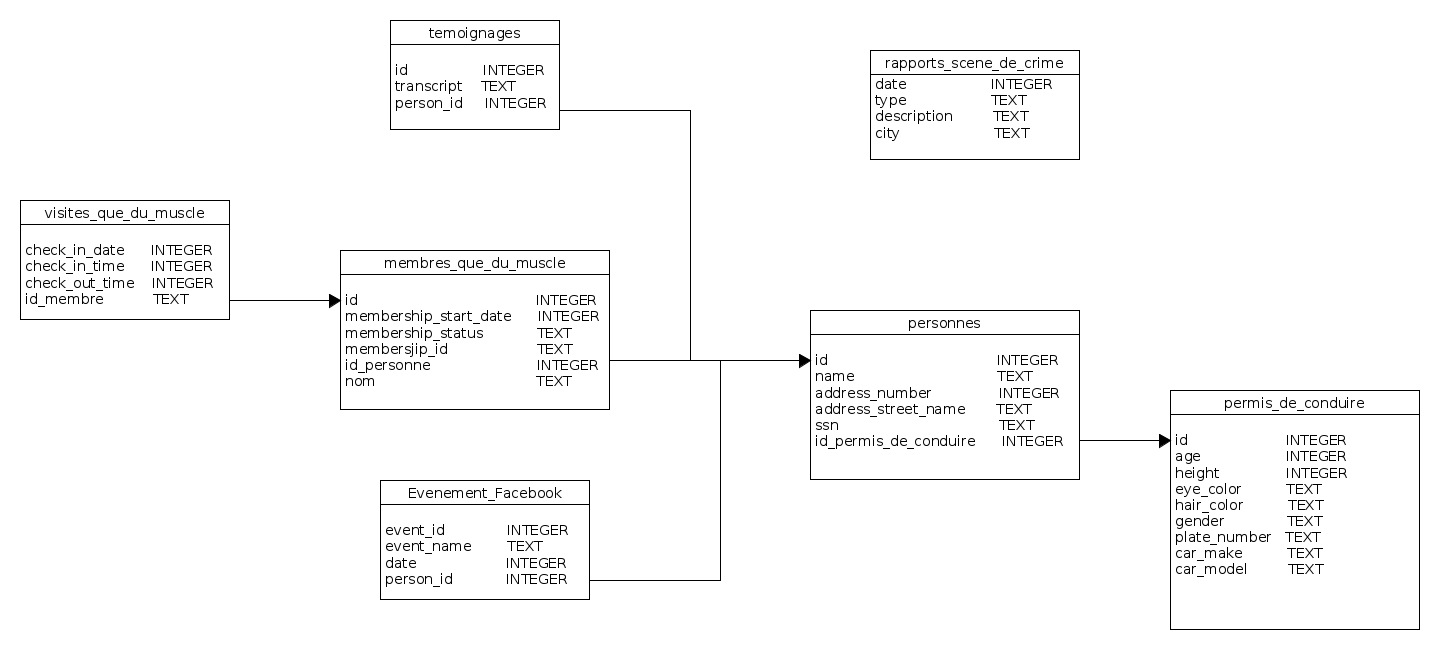 temoignages
id INTEGER
transcript TEXT
person_id INTEGER
rapports_scene_de_crime
date INTEGER
type TEXT
description TEXT
city TEXT
visites_que_du_muscle
check_in_date INTEGER
check_in_time INTEGER
check_out_time INTEGER
id_membre TEXT
membres_que_du_muscle
id INTEGER
membership_start_date INTEGER
membership_status TEXT
membersjip_id TEXT
id_personne INTEGER
nom TEXT
personnes
id INTEGER
name TEXT
address_number INTEGER
address_street_name TEXT
ssn TEXT
id_permis_de_conduire INTEGER
permis_de_conduire
id INTEGER
age INTEGER
height INTEGER
eye_color TEXT
hair_color TEXT
gender TEXT
plate_number TEXT
car_make TEXT
car_model TEXT
Evenement_Facebook
event_id INTEGER
event_name TEXT
date INTEGER
person_id INTEGER